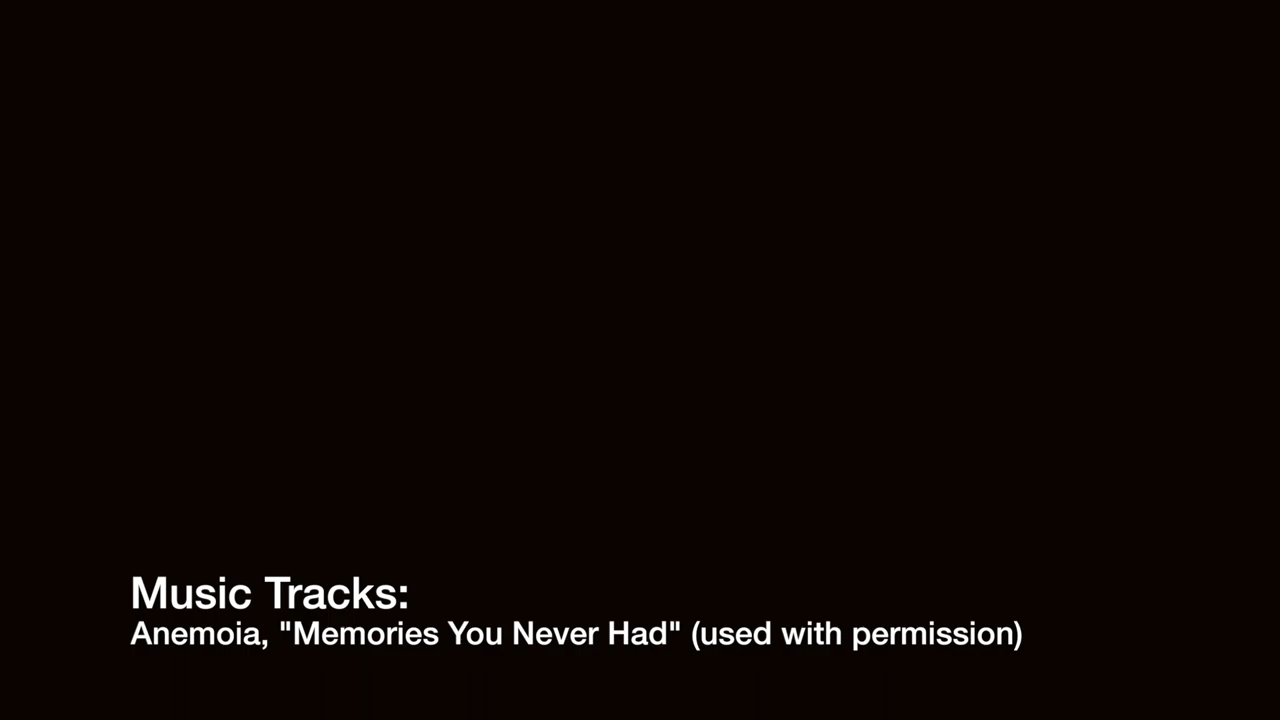 Music Tracks:
Anemoia, "Memories You Never Had" (used with permission)